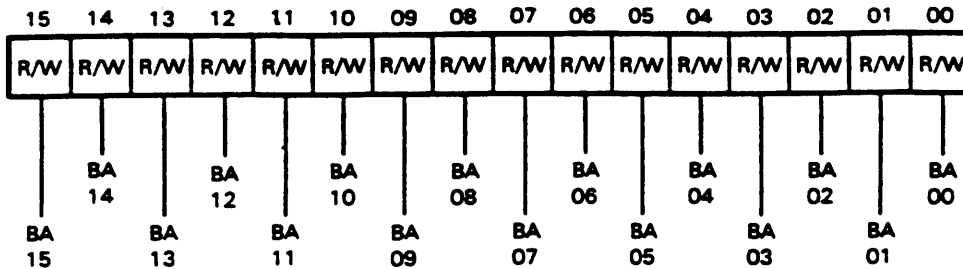 15 14 13 12 11 10 09 08 07 06 05 04 03 02 01 00
R/W R/W R/W R/W R/W R/W R/W R/W R/W R/W R/W R/W R/W R/W R/W R/W
BA BA BA BA BA BA BA BA
14 12 10 08 06 04 02 00
BA BA BA BA BA BA BA BA
15 13 11 09 07 05 03 01